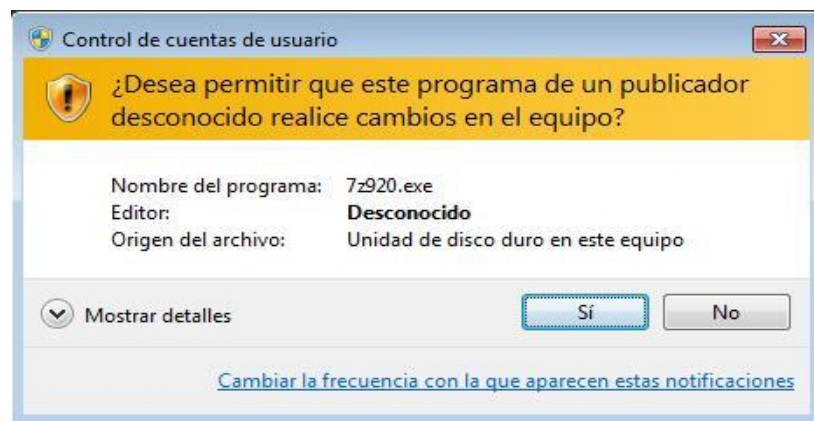 Control de cuentas de usuario
¿Desea permitir que este programa de un publicador
desconocido realice cambios en el equipo?
Nombre del programa: 7z920.exe
Editor: Desconocido
Origen del archivo: Unidad de disco duro en este equipo
Mostrar detalles Sí No
Cambiar la frecuencia con la que aparecen estas notificaciones